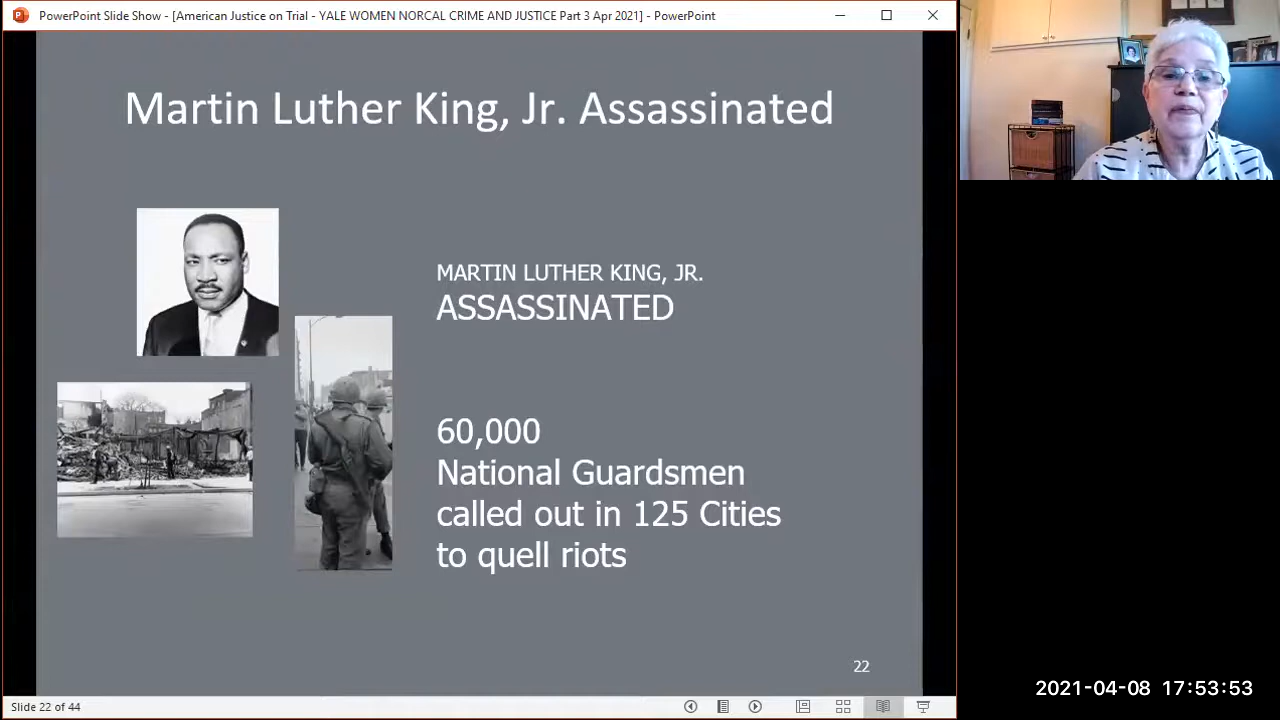 PowerPoint Slide Show - [American Justice on Trial - YALE WOMEN NORCAL CRIME AND JUSTICE Part 3 Apr 2021] - PowerPoint
Martin Luther King, Jr. Assassinated
MARTIN LUTHER KING, JR.
ASSASSINATED
60,000
National Guardsmen
called out in 125 Cities
to quell riots
22
Slide 22 of 44
2021-04-08 17:53:53